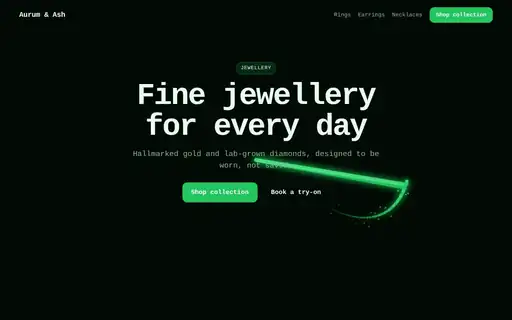 Aurum & Ash
Rings
Earrings
Necklaces
Shop collection
JEWELLERY
Fine jewellery
for every day
Hallmarked gold and lab-grown diamonds, designed to be
worn, not
Shop collection
Book a try-on